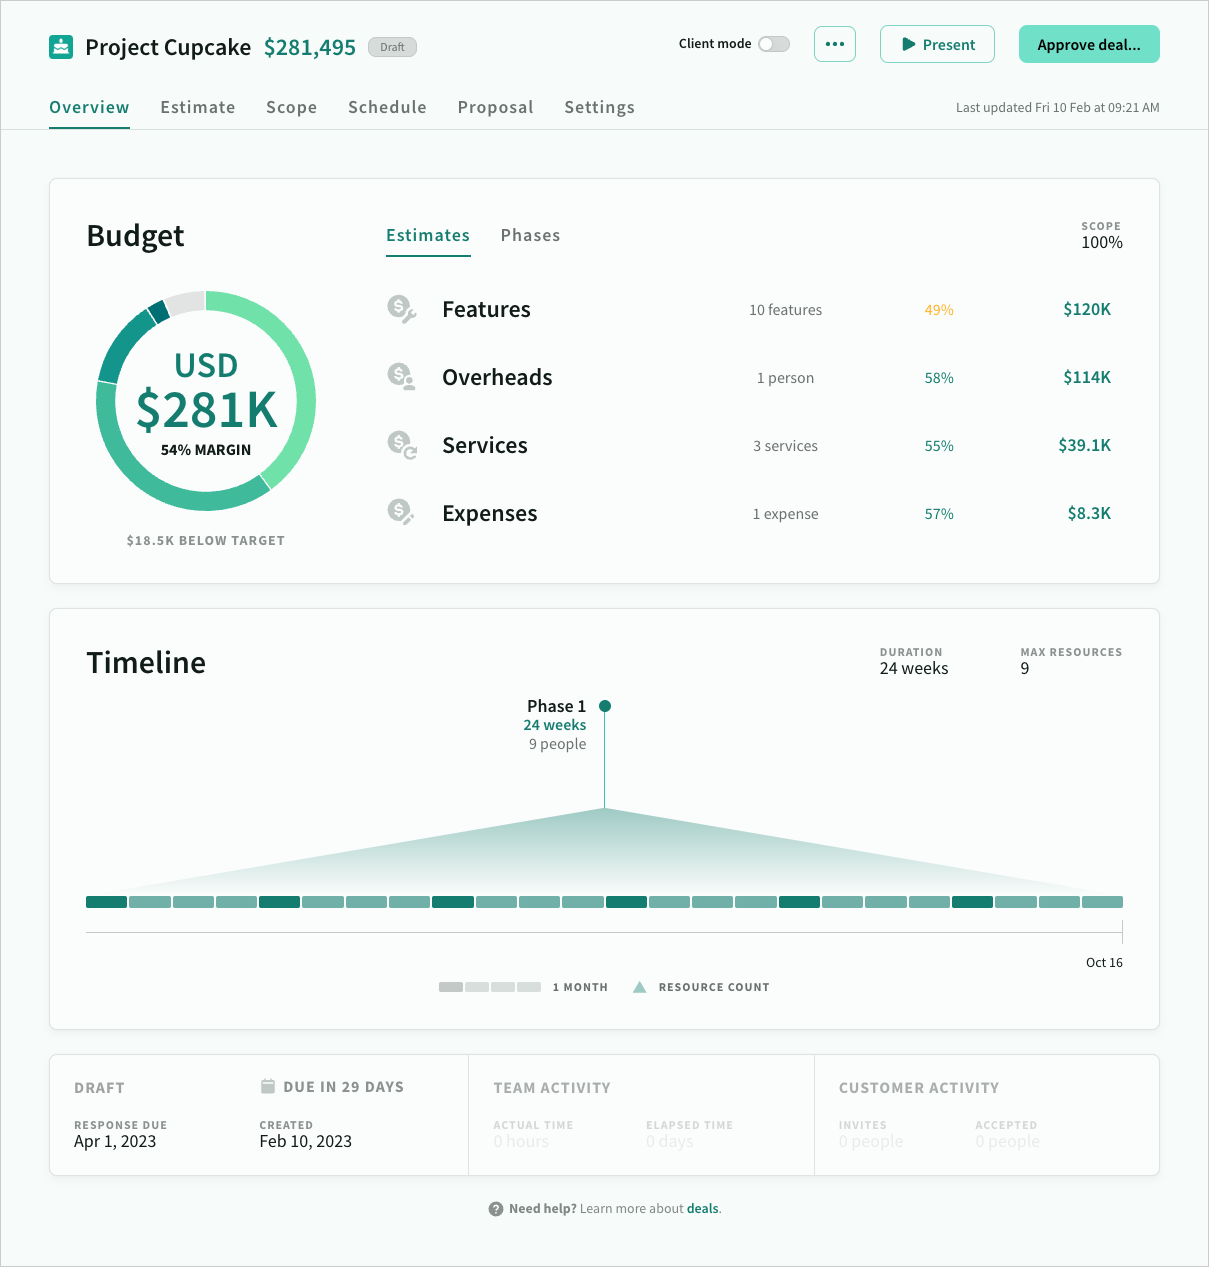 Project Cupcake $281,495 Draft
Client mode ••• Present Approve deal...
Overview Estimate Scope Schedule Proposal Settings
Last updated Fri 10 Feb at 09:21 AM
Budget
USD
$281K
54% MARGIN
$18.5K BELOW TARGET
Estimates Phases
SCOPE
100%
Features 10 features 49% $120K
Overheads 1 person 58% $114K
Services 3 services 55% $39.1K
Expenses 1 expense 57% $8.3K
Timeline
DURATION
24 weeks
MAX RESOURCES
9
Phase 1
24 weeks
9 people
Oct 16
1 MONTH RESOURCE COUNT
DRAFT
DUE IN 29 DAYS
RESPONSE DUE
Apr 1, 2023
CREATED
Feb 10, 2023
TEAM ACTIVITY
ACTUAL TIME
0 hours
ELAPSED TIME
0 days
CUSTOMER ACTIVITY
INVITES
0 people
ACCEPTED
0 people
? Need help? Learn more about deals.